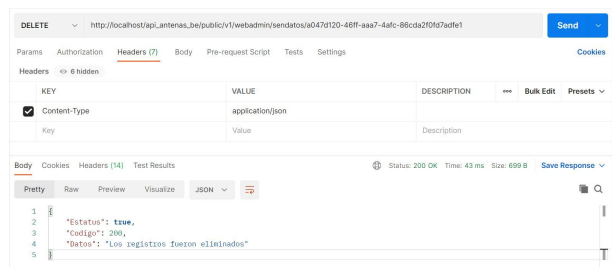 DELETE http://localhost/api_antenas_be/public/v1/webadmin/sendatos/a047d120-46ff-aaa7-4afc-86cda2f0fd7adfe1 Send
Params Authorization Headers (7) Body Pre-request Script Tests Settings Cookies
Headers 6 hidden
KEY VALUE DESCRIPTION Bulk Edit Presets
Content-Type application/json
Key Value Description
Body Cookies Headers (14) Test Results Status: 200 OK Time: 43 ms Size: 699 B Save Response
Pretty Raw Preview Visualize JSON
1 {
2 "Estatus": true,
3 "Codigo": 200,
4 "Datos": "Los registros fueron eliminados"
5 }